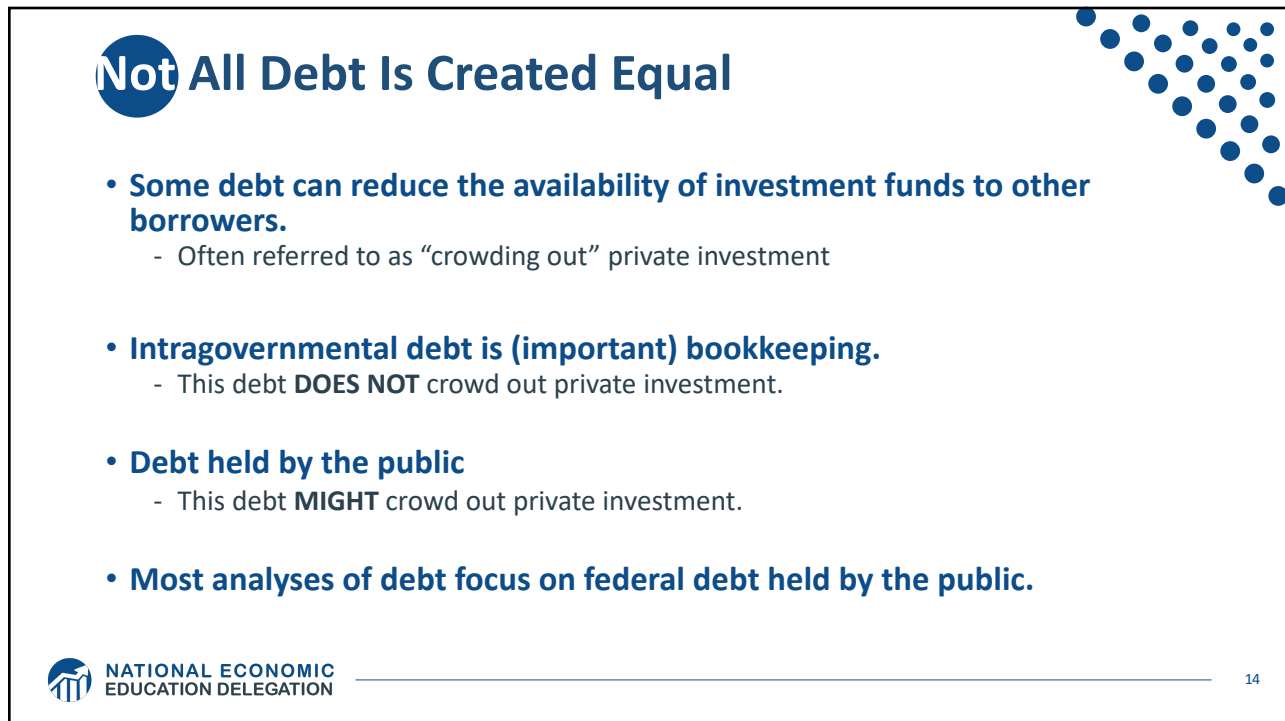 Not All Debt Is Created Equal
• Some debt can reduce the availability of investment funds to other
borrowers.
- Often referred to as “crowding out” private investment
• Intragovernmental debt is (important) bookkeeping.
- This debt DOES NOT crowd out private investment.
• Debt held by the public
- This debt MIGHT crowd out private investment.
• Most analyses of debt focus on federal debt held by the public.
NATIONAL ECONOMIC
EDUCATION DELEGATION
14